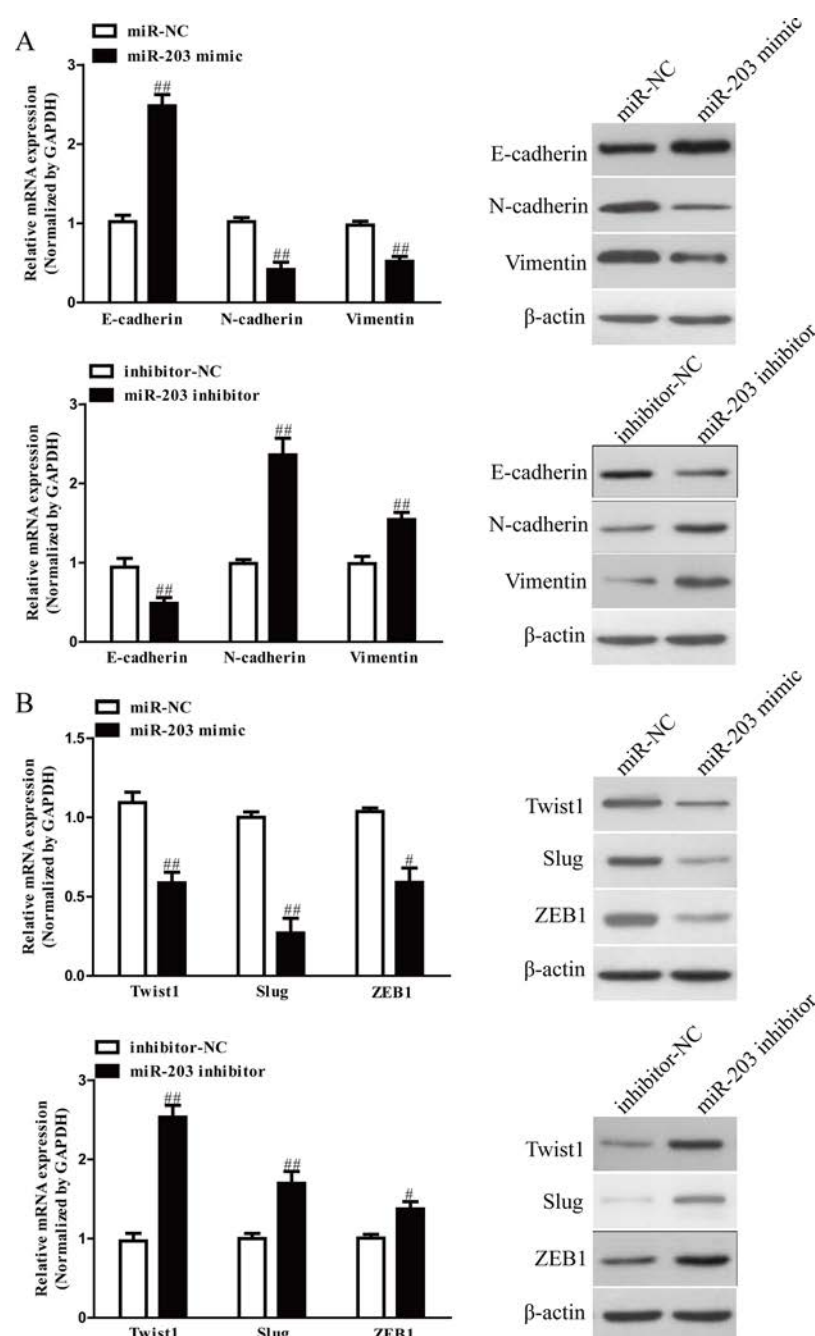 A
miR-NC
miR-203 mimic
Relative mRNA expression
(Normalized by GAPDH)
3
2
1
0
##
##
##
E-cadherin N-cadherin Vimentin
miR-NC
miR-203 mimic
E-cadherin
N-cadherin
Vimentin
β-actin
inhibitor-NC
miR-203 inhibitor
Relative mRNA expression
(Normalized by GAPDH)
3
2
1
0
##
##
##
E-cadherin N-cadherin Vimentin
inhibitor-NC
miR-203 inhibitor
E-cadherin
N-cadherin
Vimentin
β-actin
B
miR-NC
miR-203 mimic
Relative mRNA expression
(Normalized by GAPDH)
1.5
1.0
0.5
0.0
##
##
#
Twist1 Slug ZEB1
miR-NC
miR-203 mimic
Twist1
Slug
ZEB1
β-actin
inhibitor-NC
miR-203 inhibitor
Relative mRNA expression
(Normalized by GAPDH)
3
2
1
0
##
##
#
Twist1 Slug ZEB1
inhibitor-NC
miR-203 inhibitor
Twist1
Slug
ZEB1
β-actin